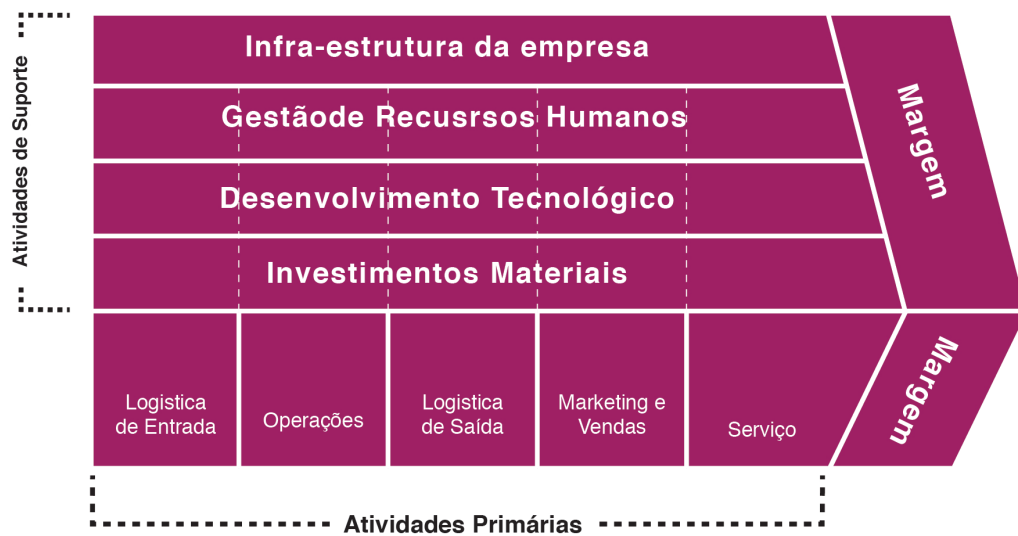 Atividades de Suporte
Infra-estrutura da empresa
Gestãode Recusrsos Humanos
Desenvolvimento Tecnológico
Investimentos Materiais
Margem
Logistica
de Entrada
Operações
Logistica
de Saída
Marketing e
Vendas
Serviço
Margem
Atividades Primárias